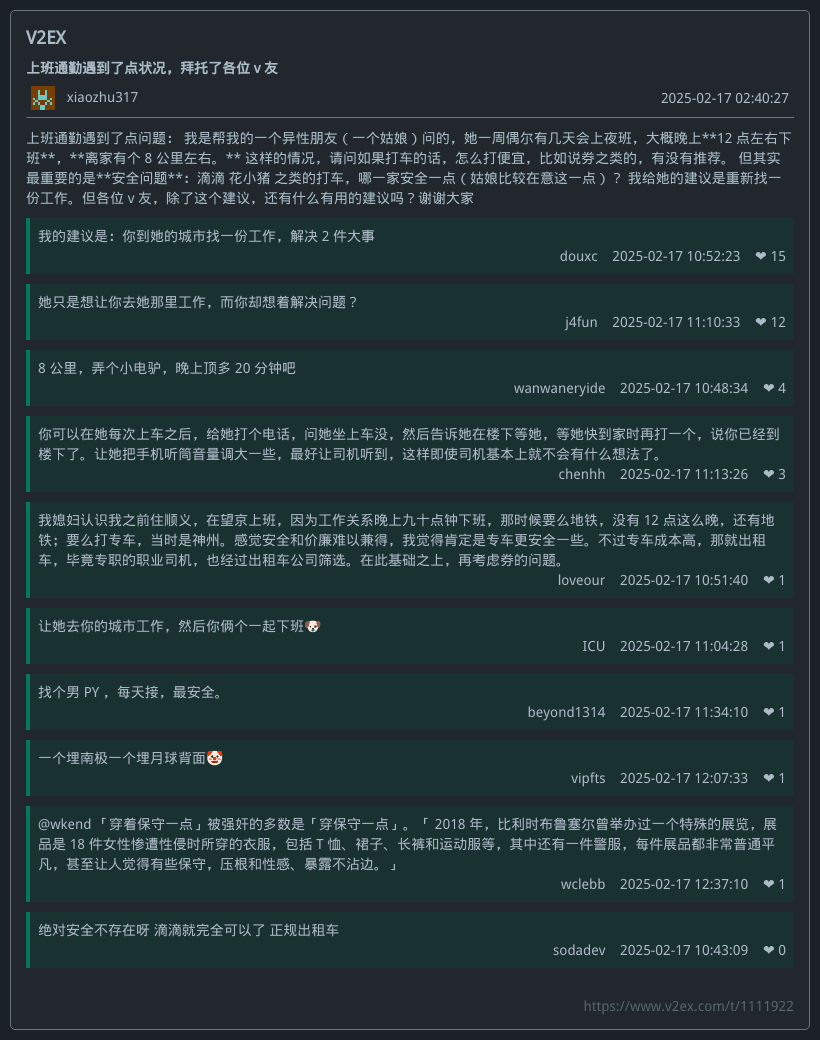 V2EX
上班通勤遇到了点状况，拜托了各位 v 友
xiaozhu317
2025-02-17 02:40:27
上班通勤遇到了点问题： 我是帮我的一个异性朋友（一个姑娘）问的，她一周偶尔有几天会上夜班，大概晚上**12 点左右下
班**，**离家有个 8 公里左右。** 这样的情况，请问如果打车的话，怎么打便宜，比如说券之类的，有没有推荐。 但其实
最重要的是**安全问题**：滴滴 花小猪 之类的打车，哪一家安全一点（姑娘比较在意这一点）？ 我给她的建议是重新找一
份工作。但各位 v 友，除了这个建议，还有什么有用的建议吗？谢谢大家
我的建议是：你到她的城市找一份工作，解决 2 件大事
douxc 2025-02-17 10:52:23 ❤ 15
她只是想让你去她那里工作，而你却想着解决问题？
j4fun 2025-02-17 11:10:33 ❤ 12
8 公里，弄个小电驴，晚上顶多 20 分钟吧
wanwaneryide 2025-02-17 10:48:34 ❤ 4
你可以在她每次上车之后，给她打个电话，问她坐上车没，然后告诉她在楼下等她，等她快到家时再打一个，说你已经到
楼下了。让她把手机听筒音量调大一些，最好让司机听到，这样即使司机基本上就不会有什么想法了。
chenhh 2025-02-17 11:13:26 ❤ 3
我媳妇认识我之前住顺义，在望京上班，因为工作关系晚上九十点钟下班，那时候要么地铁，没有 12 点这么晚，还有地
铁；要么打专车，当时是神州。感觉安全和价廉难以兼得，我觉得肯定是专车更安全一些。不过专车成本高，那就出租
车，毕竟专职的职业司机，也经过出租车公司筛选。在此基础之上，再考虑券的问题。
loveour 2025-02-17 10:51:40 ❤ 1
让她去你的城市工作，然后你俩个一起下班🐶
ICU 2025-02-17 11:04:28 ❤ 1
找个男 PY ，每天接，最安全。
beyond1314 2025-02-17 11:34:10 ❤ 1
一个埋南极一个埋月球背面🤡
vipfts 2025-02-17 12:07:33 ❤ 1
@wkend 「穿着保守一点」被强奸的多数是「穿保守一点」。「 2018 年，比利时布鲁塞尔曾举办过一个特殊的展览，展
品是 18 件女性惨遭性侵时所穿的衣服，包括 T 恤、裙子、长裤和运动服等，其中还有一件警服，每件展品都非常普通平
凡，甚至让人觉得有些保守，压根和性感、暴露不沾边。 」
wclebb 2025-02-17 12:37:10 ❤ 1
绝对安全不存在呀 滴滴就完全可以了 正规出租车
sodadev 2025-02-17 10:43:09 ❤ 0
https://www.v2ex.com/t/1111922